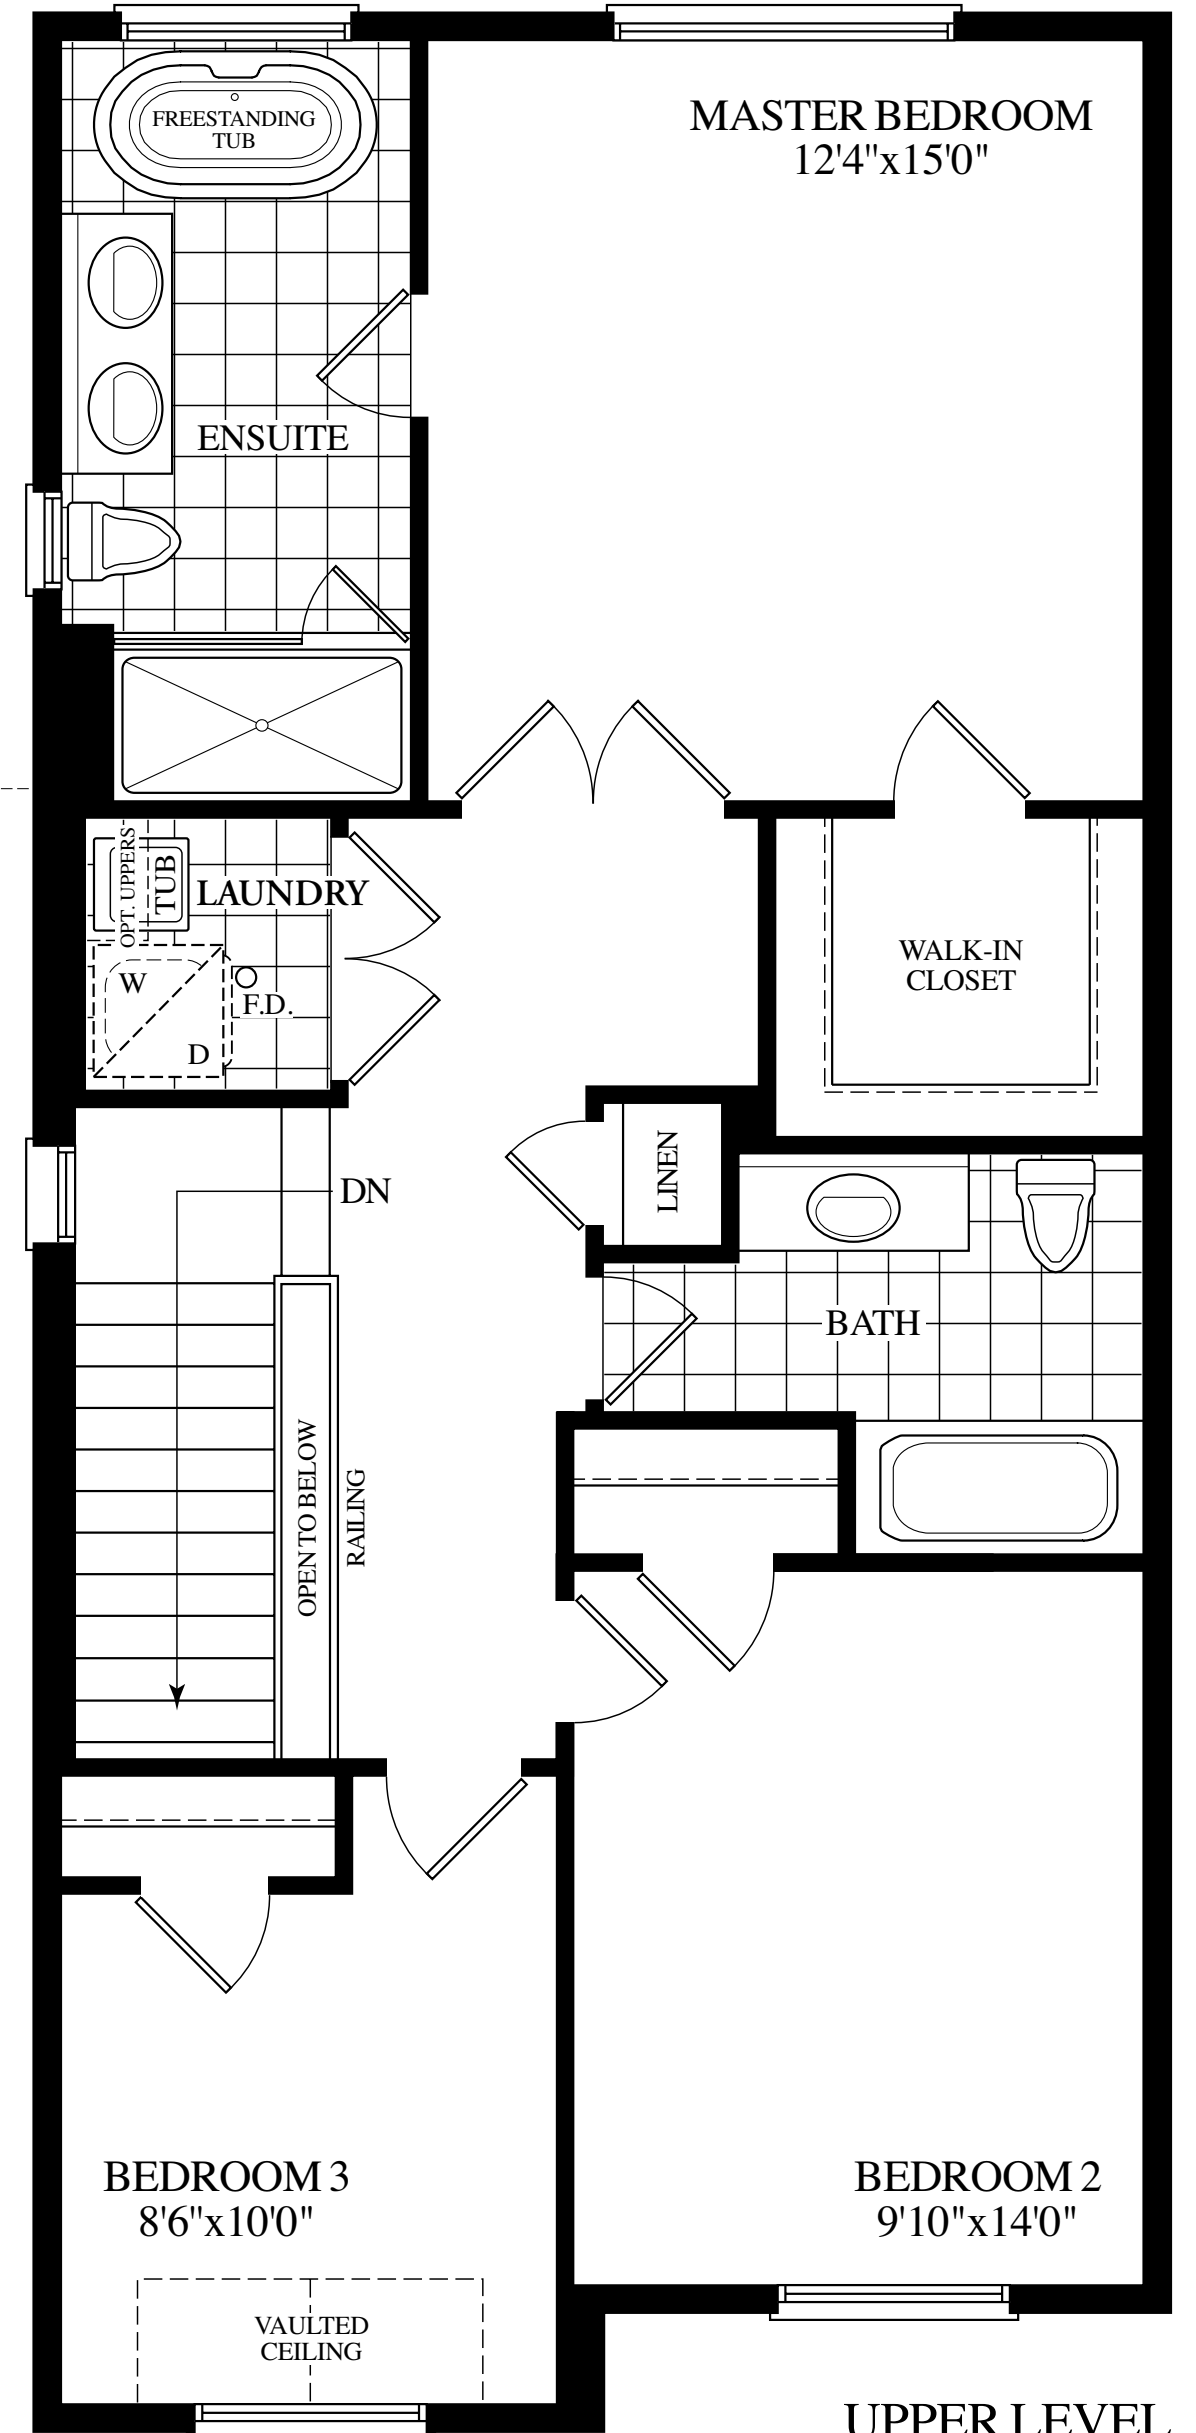 FREESTANDING
TUB
MASTER BEDROOM
12'4"x15'0"
ENSUITE
OPT. UPPERS
TUB
LAUNDRY
W
F.D.
D
WALK-IN
CLOSET
LINEN
DN
BATH
OPEN TO BELOW
RAILING
BEDROOM 3
8'6"x10'0"
BEDROOM 2
9'10"x14'0"
VAULTED
CEILING
UPPER LEVEL